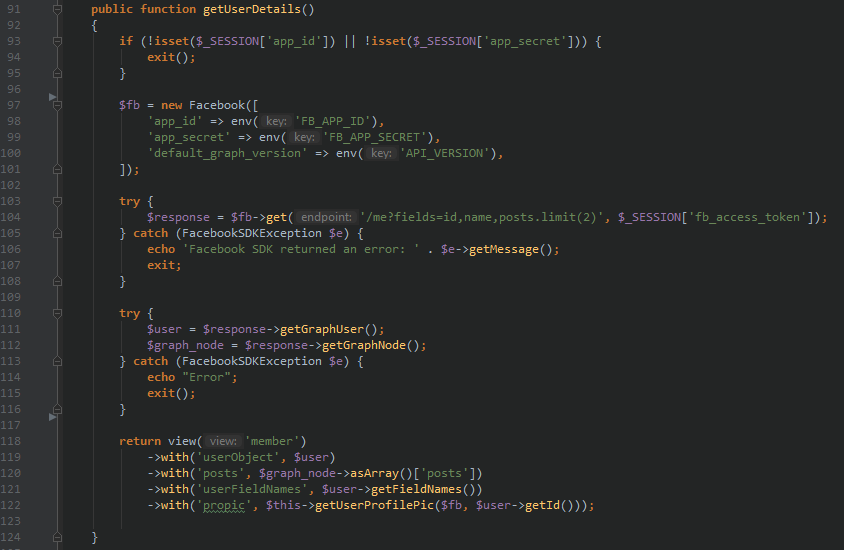 91 public function getUserDetails()
92 {
93 if (!isset($_SESSION['app_id']) || !isset($_SESSION['app_secret'])) {
94 exit();
95 }
96
97 $fb = new Facebook([
98 'app_id' => env( key: 'FB_APP_ID'),
99 'app_secret' => env( key: 'FB_APP_SECRET'),
100 'default_graph_version' => env( key: 'API_VERSION'),
101 ]);
102
103 try {
104 $response = $fb->get( endpoint: '/me?fields=id,name,posts.limit(2)', $_SESSION['fb_access_token']);
105 } catch (FacebookSDKException $e) {
106 echo 'Facebook SDK returned an error: ' . $e->getMessage();
107 exit;
108 }
109
110 try {
111 $user = $response->getGraphUser();
112 $graph_node = $response->getGraphNode();
113 } catch (FacebookSDKException $e) {
114 echo "Error";
115 exit();
116 }
117
118 return view( view: 'member')
119 ->with('userObject', $user)
120 ->with('posts', $graph_node->asArray()['posts'])
121 ->with('userFieldNames', $user->getFieldNames())
122 ->with('propic', $this->getUserProfilePic($fb, $user->getId()));
123
124 }